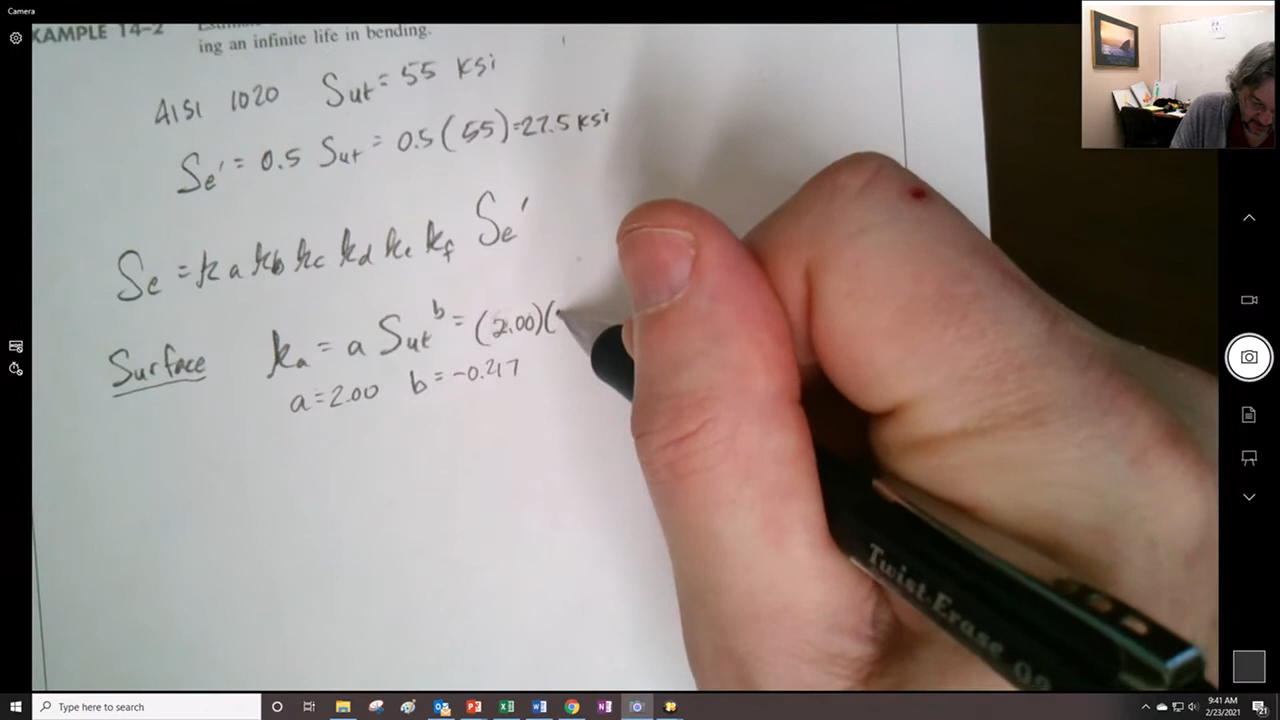 Camera
EXAMPLE 14-2
ing an infinite life in bending.
AISI 1020 Sut = 55 ksi
Se' = 0.5 Sut = 0.5(55)=27.5 ksi
Se = ka kb kc kd ke kf Se'
Surface ka = a Sut^b = (2.00)(
a=2.00 b = -0.217
Twist-Erase
Type here to search
9:41 AM
2/23/2021
21